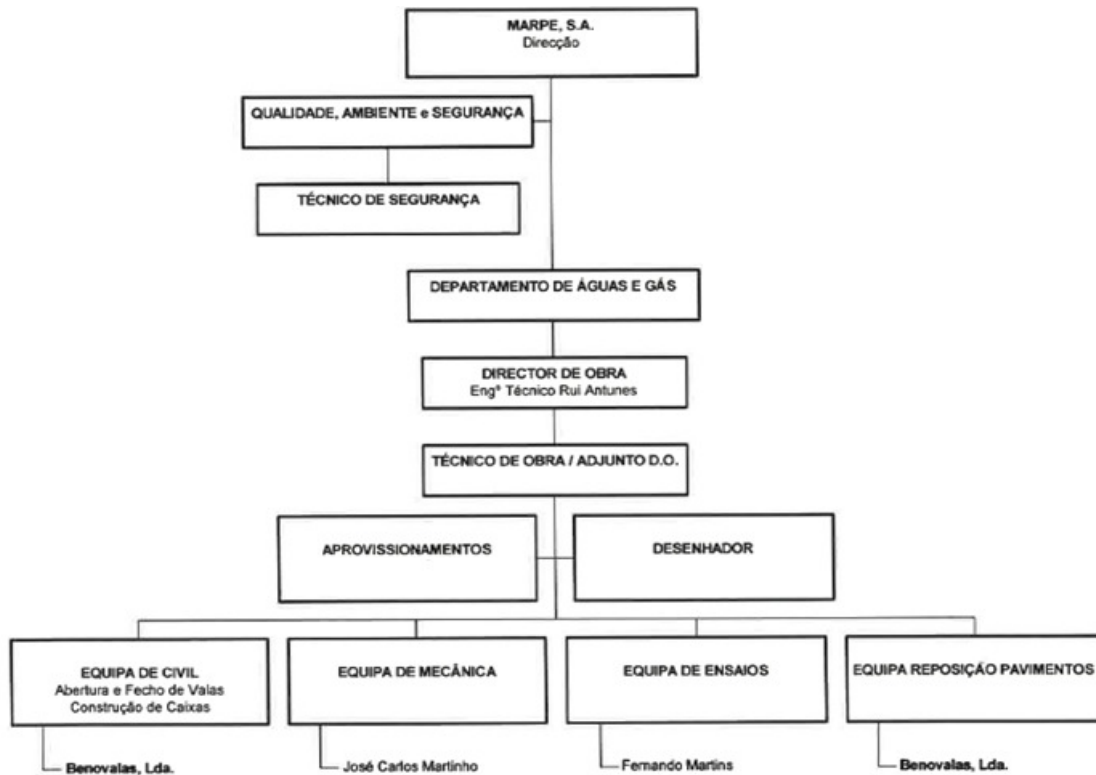 MARPE, S.A.
Direcção
QUALIDADE, AMBIENTE e SEGURANÇA
TÉCNICO DE SEGURANÇA
DEPARTAMENTO DE ÁGUAS E GÁS
DIRECTOR DE OBRA
Engº Técnico Rui Antunes
TÉCNICO DE OBRA / ADJUNTO D.O.
APROVISSIONAMENTOS
DESENHADOR
EQUIPA DE CIVIL
Abertura e Fecho de Valas
Construção de Caixas
EQUIPA DE MECÂNICA
EQUIPA DE ENSAIOS
EQUIPA REPOSIÇÃO PAVIMENTOS
Benovalas, Lda.
José Carlos Martinho
Fernando Martins
Benovalas, Lda.